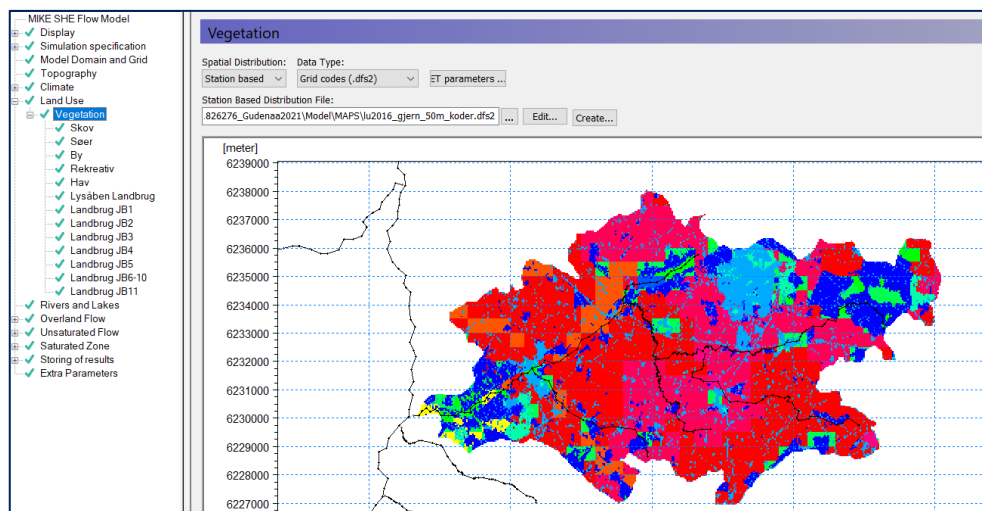 MIKE SHE Flow Model
Display
Simulation specification
Model Domain and Grid
Topography
Climate
Land Use
Vegetation
Skov
Søer
By
Rekreativ
Hav
Lysåben Landbrug
Landbrug JB1
Landbrug JB2
Landbrug JB3
Landbrug JB4
Landbrug JB5
Landbrug JB6-10
Landbrug JB11
Rivers and Lakes
Overland Flow
Unsaturated Flow
Saturated Zone
Storing of results
Extra Parameters
Vegetation
Spatial Distribution: Data Type:
Station based Grid codes (.dfs2) ET parameters ...
Station Based Distribution File:
826276_Gudenaa2021\Model\MAPS\lu2016_gjern_50m_koder.dfs2 ... Edit... Create...
[meter]
6239000
6238000
6237000
6236000
6235000
6234000
6233000
6232000
6231000
6230000
6229000
6228000
6227000